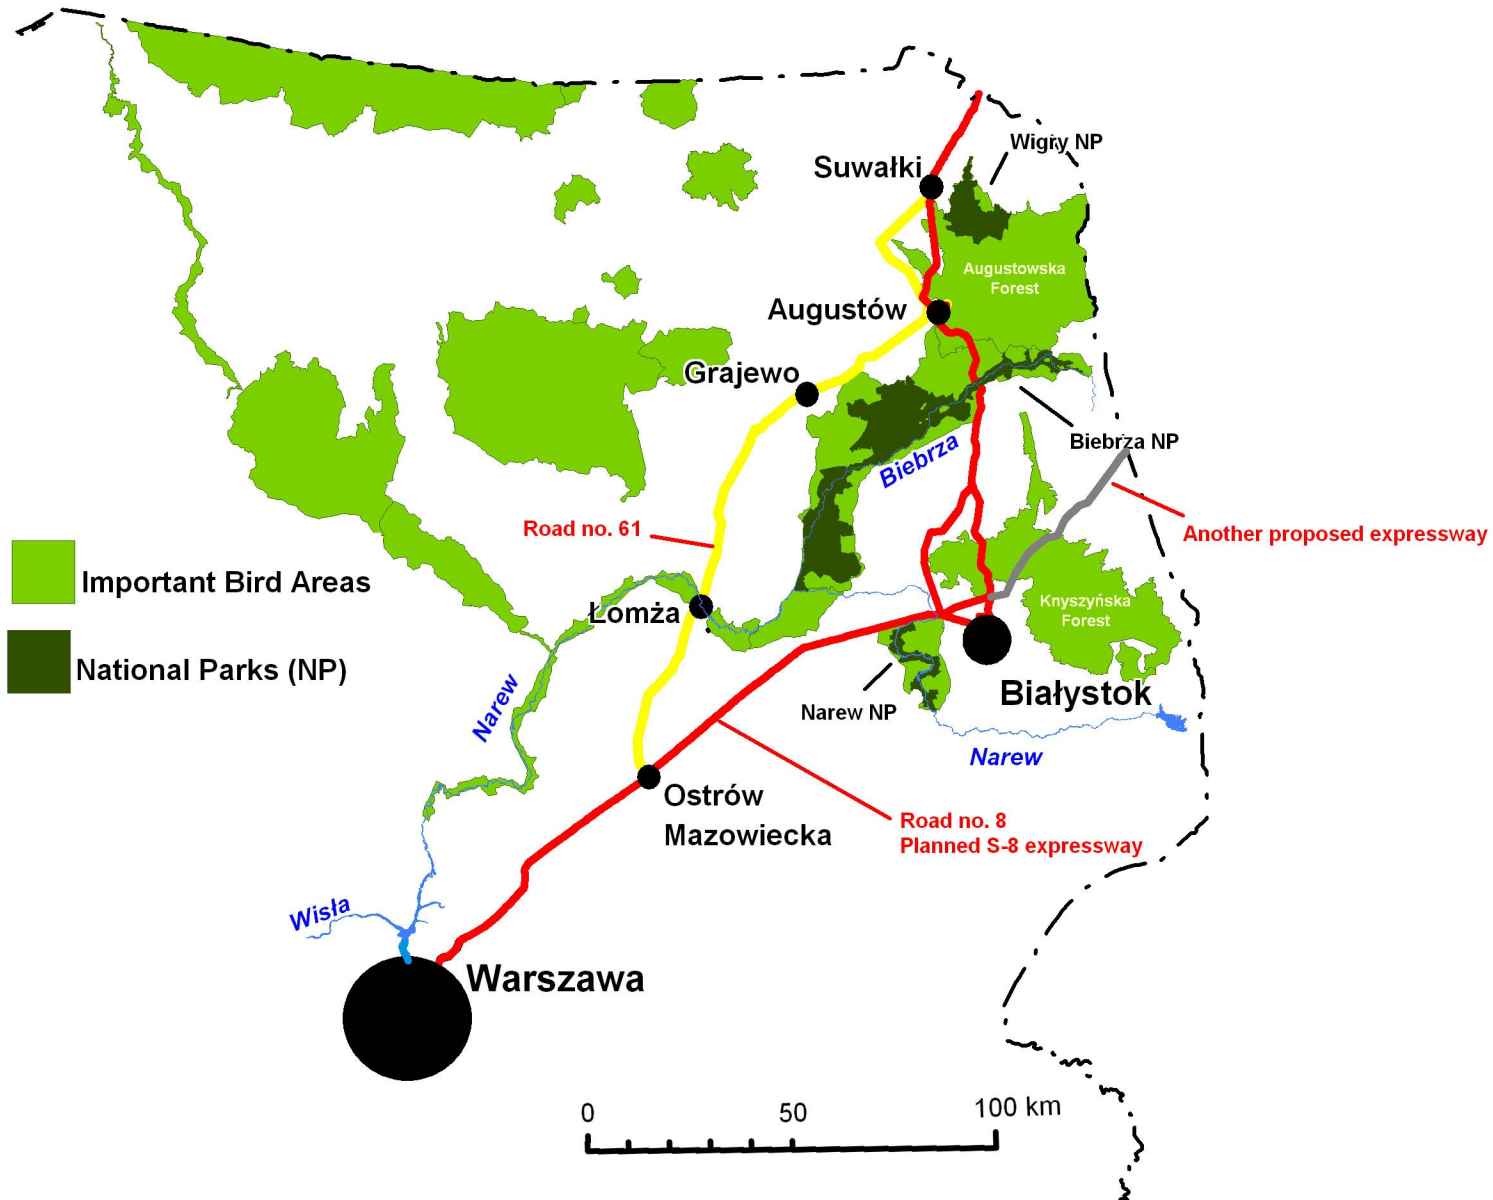 Wigry NP
Suwałki
Augustowska
Forest
Augustów
Grajewo
Biebrza NP
Biebrza
Road no. 61
Another proposed expressway
Important Bird Areas
Łomża
Knyszyńska
Forest
National Parks (NP)
Białystok
Narew
Narew NP
Narew
Ostrów
Mazowiecka
Road no. 8
Planned S-8 expressway
Wisła
Warszawa
0 50 100 km